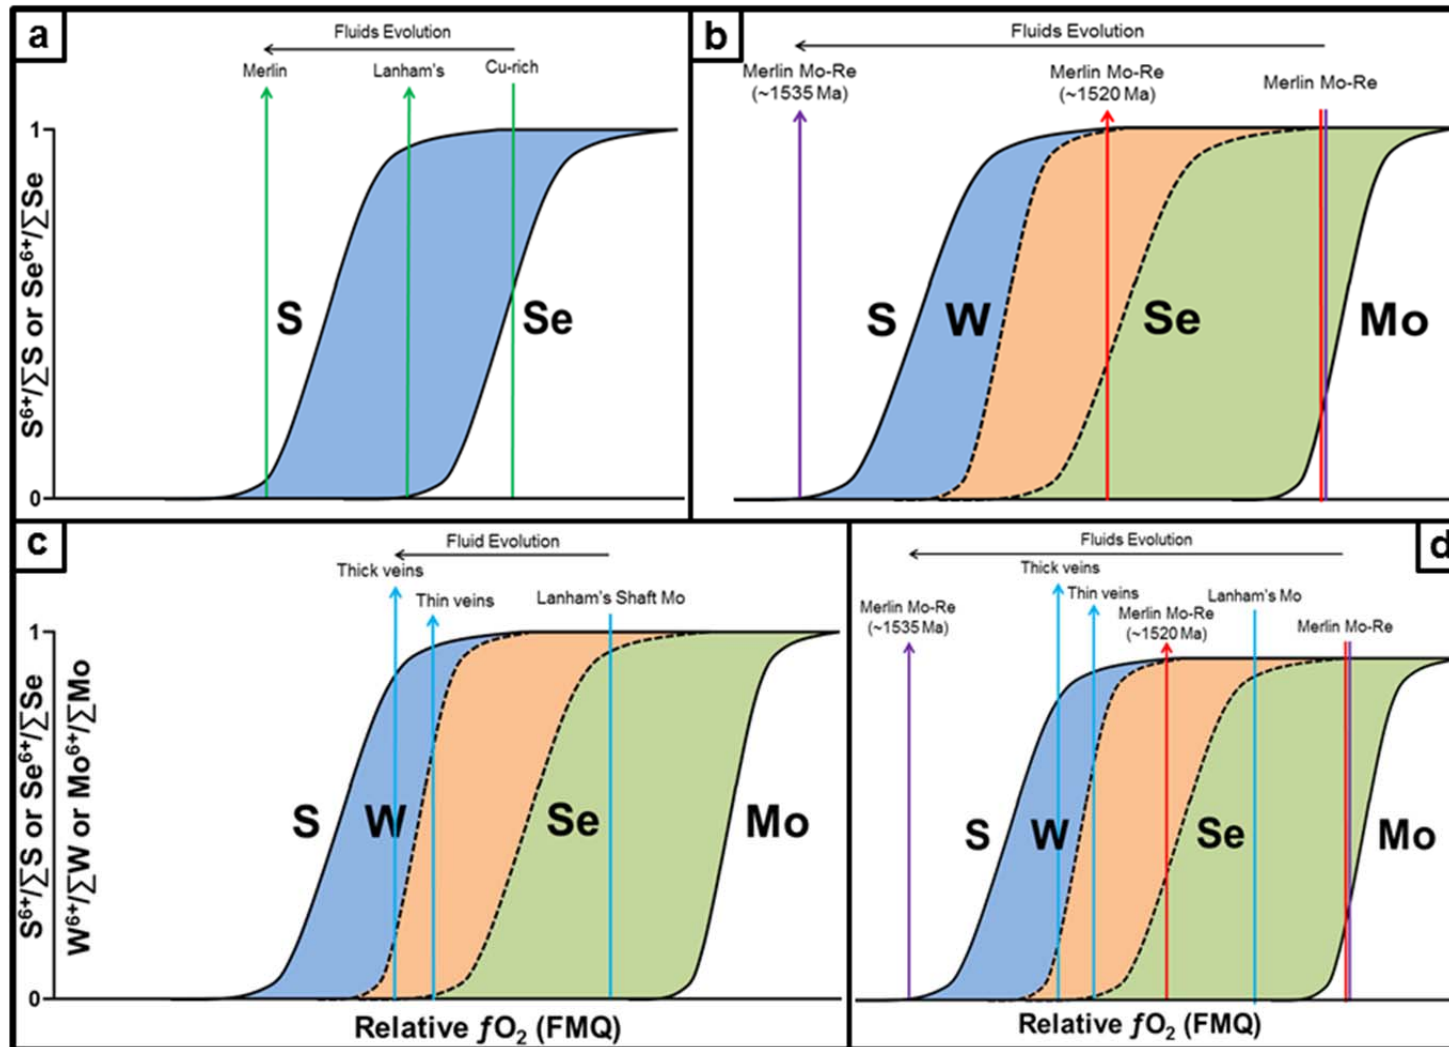 a
Fluids Evolution
Merlin
Lanham's
Cu-rich
1
S
Se
0
S⁶⁺/∑S or Se⁶⁺/∑Se
b
Fluids Evolution
Merlin Mo-Re
(~1535 Ma)
Merlin Mo-Re
(~1520 Ma)
Merlin Mo-Re
S
W
Se
Mo
c
Fluid Evolution
Thick veins
Thin veins
Lanham's Shaft Mo
1
S
W
Se
Mo
0
S⁶⁺/∑S or Se⁶⁺/∑Se
W⁶⁺/∑W or Mo⁶⁺/∑Mo
Relative ƒO₂ (FMQ)
d
Fluids Evolution
Thick veins
Thin veins
Merlin Mo-Re
(~1535 Ma)
Merlin Mo-Re
(~1520 Ma)
Lanham's Mo
Merlin Mo-Re
S
W
Se
Mo
Relative ƒO₂ (FMQ)